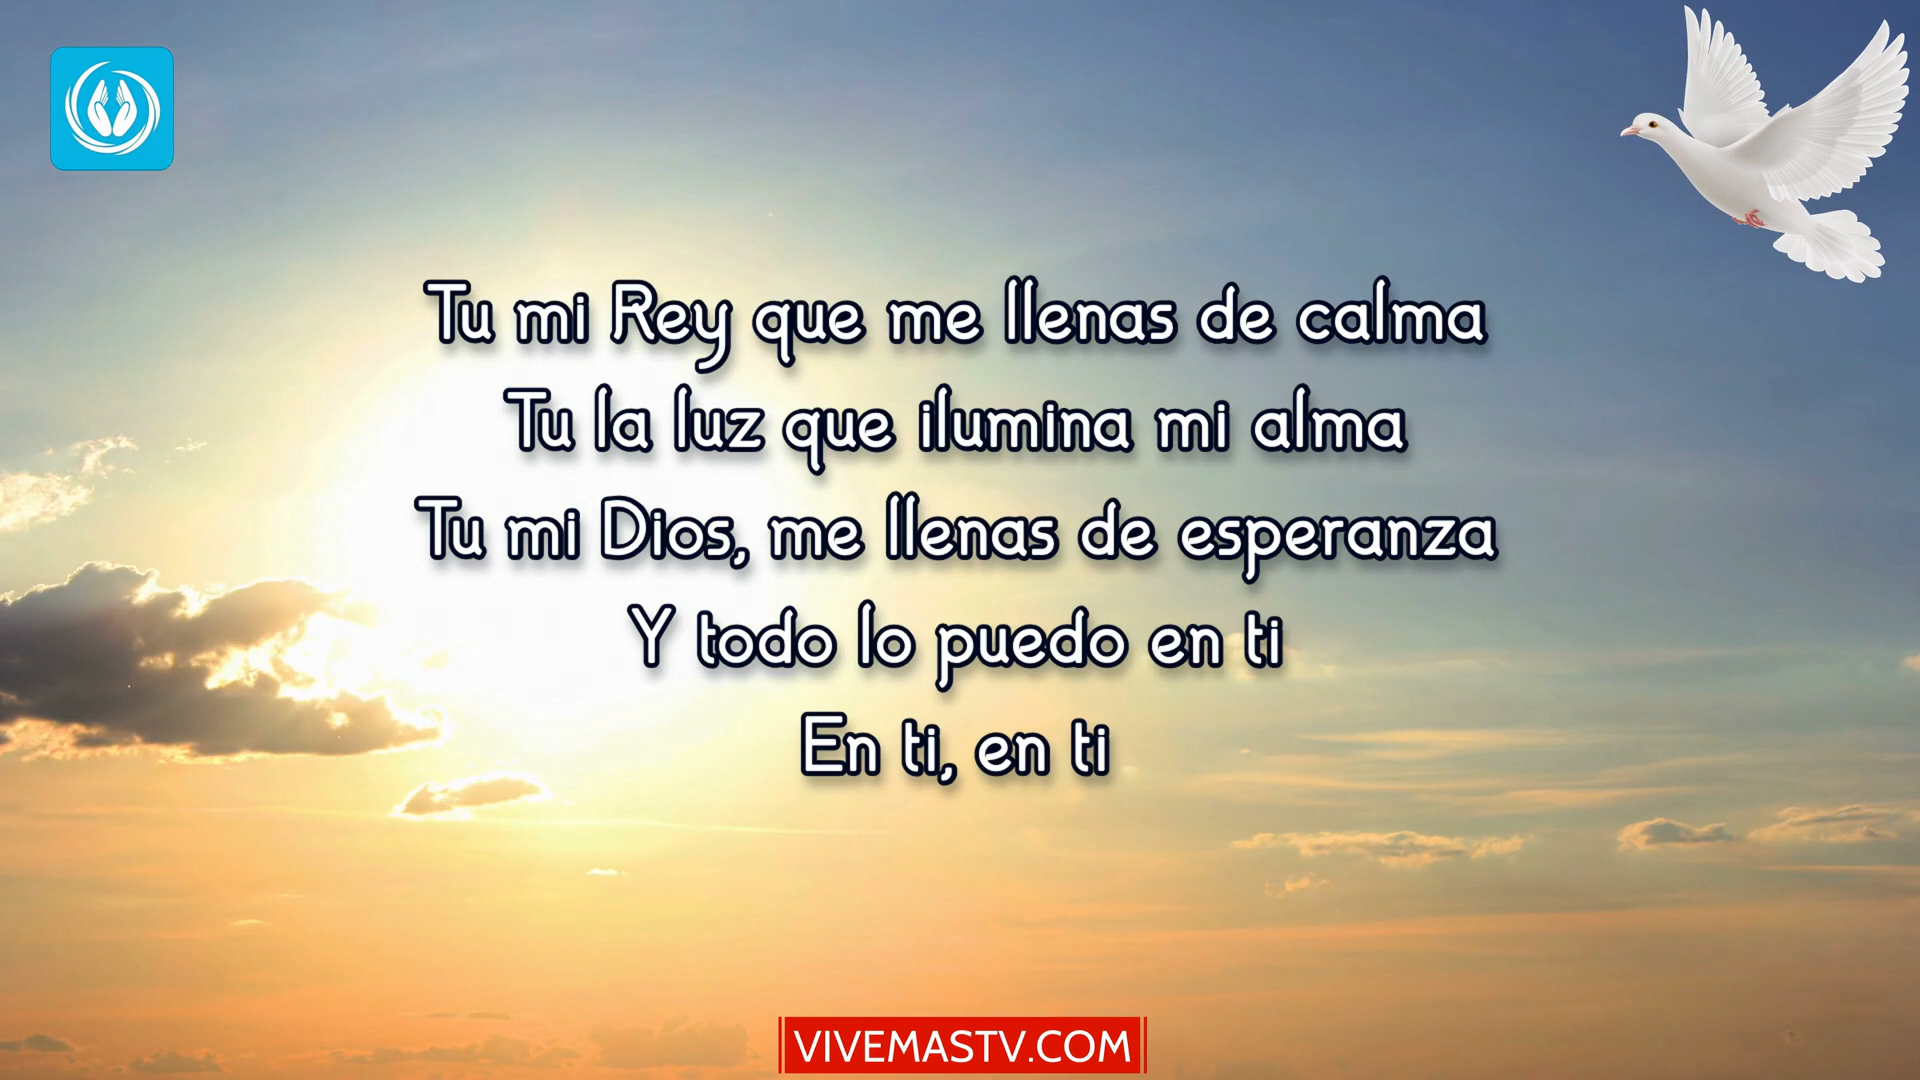 Tu mi Rey que me llenas de calma
Tu la luz que ilumina mi alma
Tu mi Dios, me llenas de esperanza
Y todo lo puedo en ti
En ti, en ti
VIVEMASTV.COM